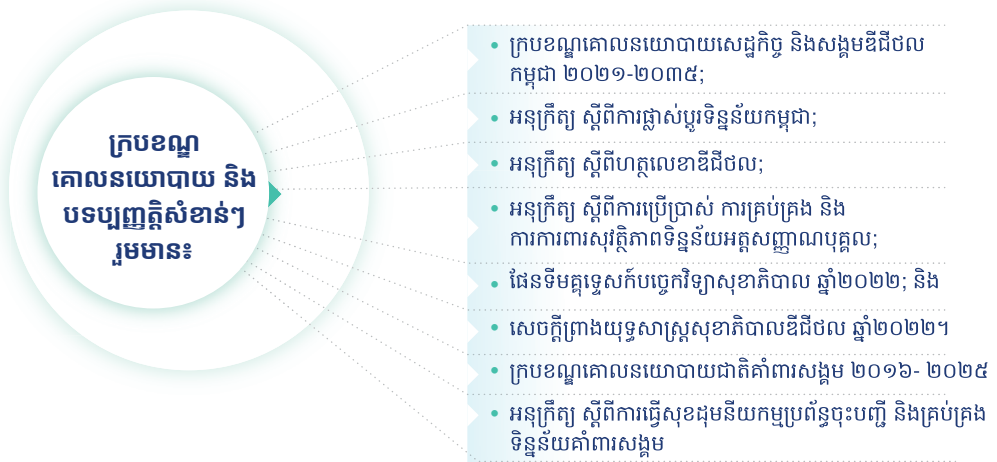 ក្របខណ្ឌ
គោលនយោបាយ និង
បទប្បញ្ញត្តិសំខាន់ៗ
រួមមាន៖
• ក្របខណ្ឌគោលនយោបាយសេដ្ឋកិច្ច និងសង្គមឌីជីថល
កម្ពុជា ២០២១-២០៣៥;
• អនុក្រឹត្យ ស្តីពីការផ្លាស់ប្តូរទិន្នន័យកម្ពុជា;
• អនុក្រឹត្យ ស្តីពីហត្ថលេខាឌីជីថល;
• អនុក្រឹត្យ ស្តីពីការប្រើប្រាស់ ការគ្រប់គ្រង និង
ការការពារសុវត្ថិភាពទិន្នន័យអត្តសញ្ញាណបុគ្គល;
• ផែនទីមគ្គុទ្ទេសក៍បច្ចេកវិទ្យាសុខាភិបាល ឆ្នាំ២០២២; និង
• សេចក្តីព្រាងយុទ្ធសាស្ត្រសុខាភិបាលឌីជីថល ឆ្នាំ២០២២។
• ក្របខណ្ឌគោលនយោបាយជាតិគាំពារសង្គម ២០១៦- ២០២៥
• អនុក្រឹត្យ ស្តីពីការធ្វើសុខដុមនីយកម្មប្រព័ន្ធចុះបញ្ជី និងគ្រប់គ្រង
ទិន្នន័យគាំពារសង្គម